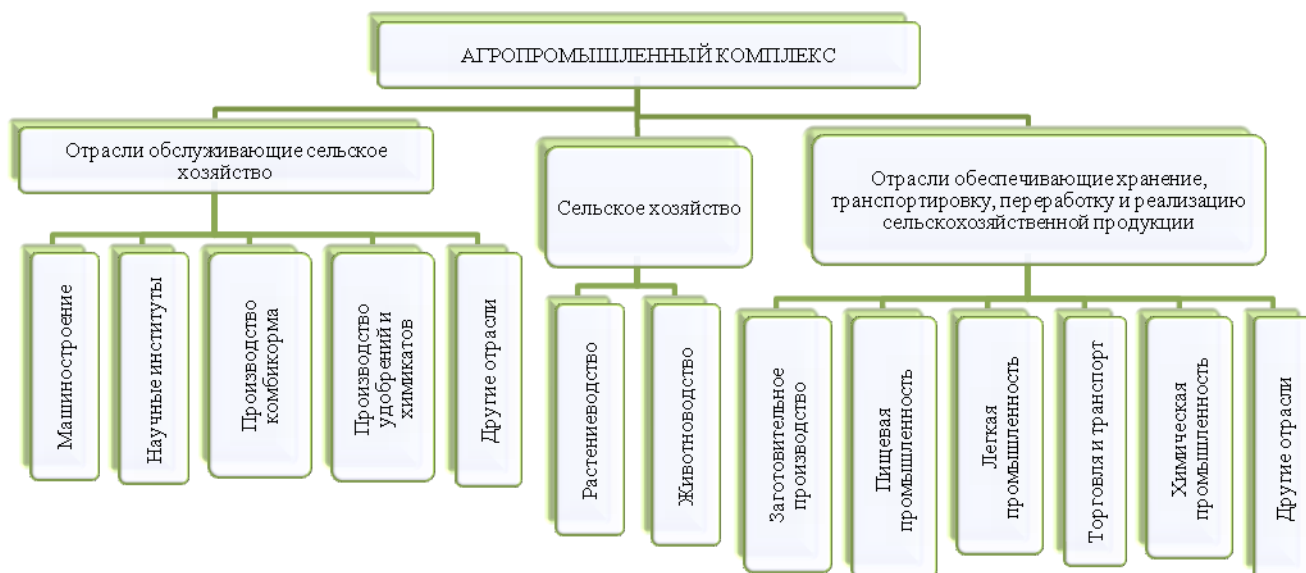 АГРОПРОМЫШЛЕННЫЙ КОМПЛЕКС
Отрасли обслуживающие сельское
хозяйство
Сельское хозяйство
Отрасли обеспечивающие хранение,
транспортировку, переработку и реализацию
сельскохозяйственной продукции
Машиностроение
Научные институты
Производство
комбикорма
Производство
удобрений и
химикатов
Другие отрасли
Растениеводство
Животноводство
Заготовительное
производство
Пищевая
промышленность
Легкая
промышленность
Торговля и транспорт
Химическая
промышленность
Другие отрасли